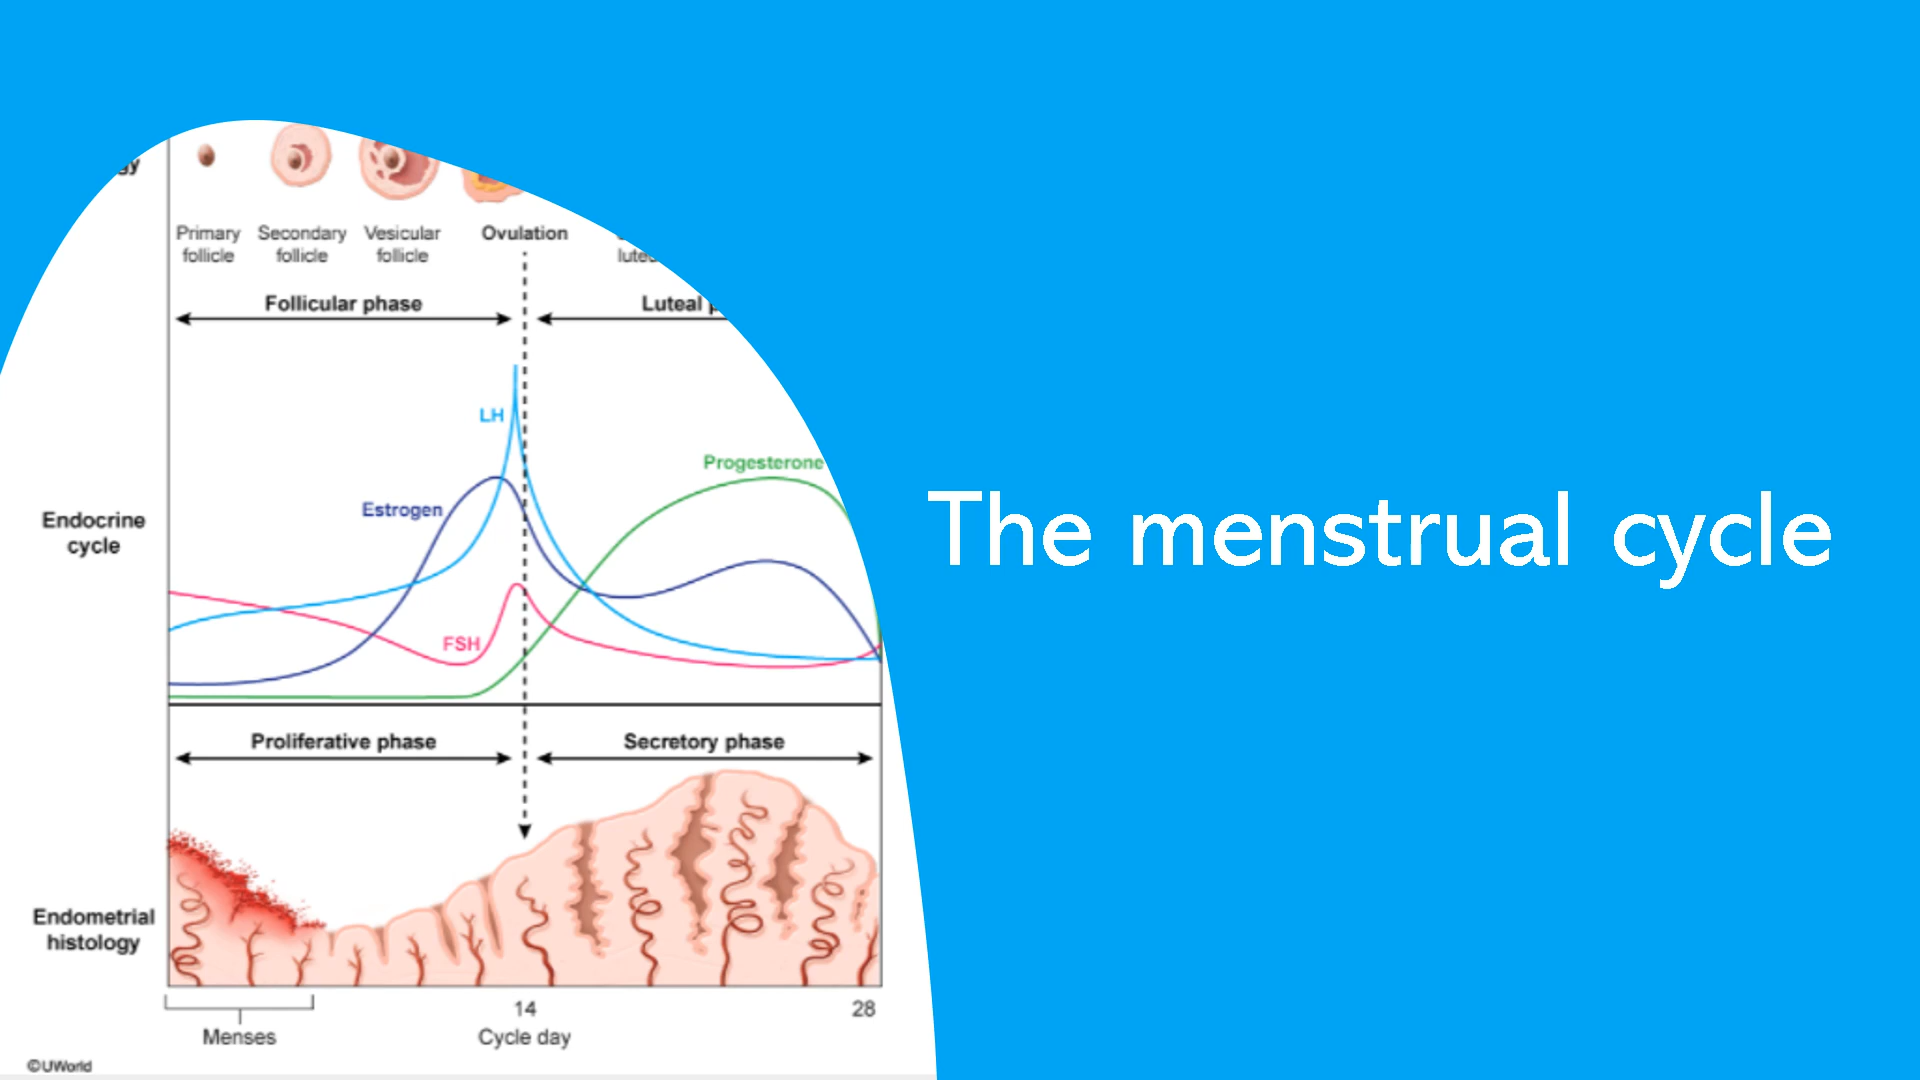 Primary
follicle
Secondary
follicle
Vesicular
follicle
Ovulation
Follicular phase
Luteal
LH
Progesterone
Estrogen
Endocrine
cycle
FSH
The menstrual cycle
Proliferative phase
Secretory phase
Endometrial
histology
14
28
Menses
Cycle day
©UWorld